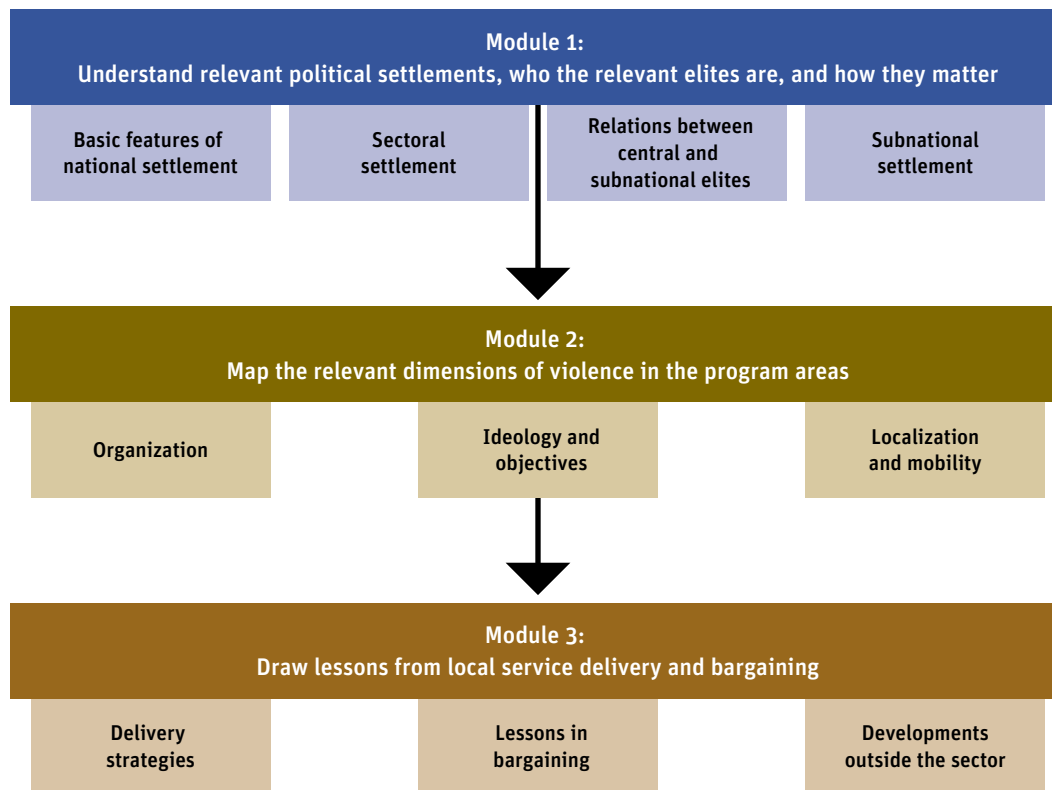 Module 1:
Understand relevant political settlements, who the relevant elites are, and how they matter
Basic features of
national settlement
Sectoral
settlement
Relations between
central and
subnational elites
Subnational
settlement
Module 2:
Map the relevant dimensions of violence in the program areas
Organization
Ideology and
objectives
Localization
and mobility
Module 3:
Draw lessons from local service delivery and bargaining
Delivery
strategies
Lessons in
bargaining
Developments
outside the sector